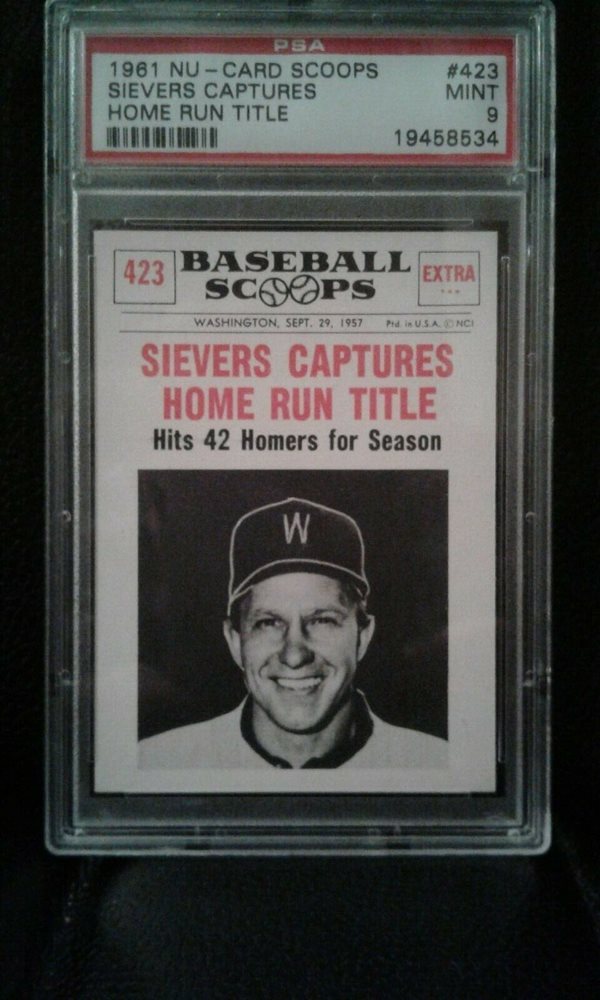 PSA
1961 NU-CARD SCOOPS #423
SIEVERS CAPTURES MINT
HOME RUN TITLE 9
19458534
423 BASEBALL SCOOPS EXTRA
WASHINGTON, SEPT. 29, 1957 Ptd. in U.S.A. © NCI
SIEVERS CAPTURES
HOME RUN TITLE
Hits 42 Homers for Season
W